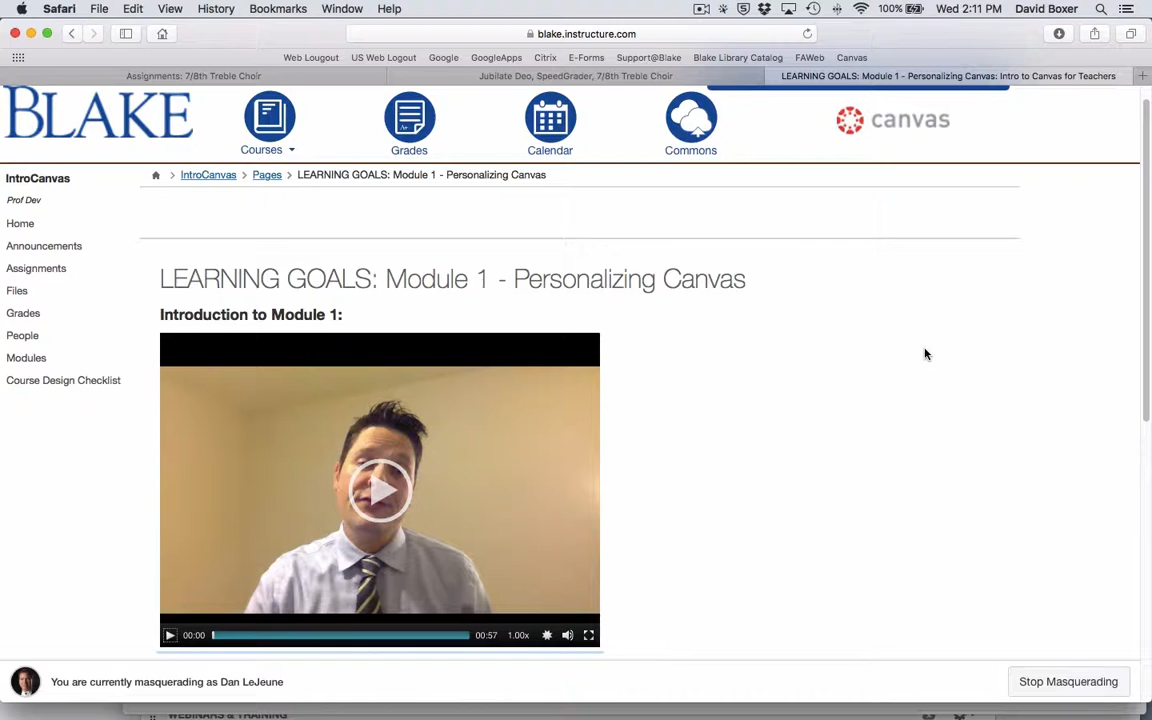 Safari File Edit View History Bookmarks Window Help 100% Wed 2:11 PM David Boxer
blake.instructure.com
Web Lougout US Web Logout Google GoogleApps Citrix E-Forms Support@Blake Blake Library Catalog FAWeb Canvas
Assignments: 7/8th Treble Choir Jubilate Deo, SpeedGrader, 7/8th Treble Choir LEARNING GOALS: Module 1 - Personalizing Canvas: Intro to Canvas for Teachers
BLAKE
Courses Grades Calendar Commons
canvas
IntroCanvas > Pages > LEARNING GOALS: Module 1 - Personalizing Canvas
IntroCanvas
Prof Dev
Home
Announcements
Assignments
Files
Grades
People
Modules
Course Design Checklist
LEARNING GOALS: Module 1 - Personalizing Canvas
Introduction to Module 1:
00:00 00:57 1.00x
You are currently masquerading as Dan LeJeune
Stop Masquerading
WEBINARS & TRAINING